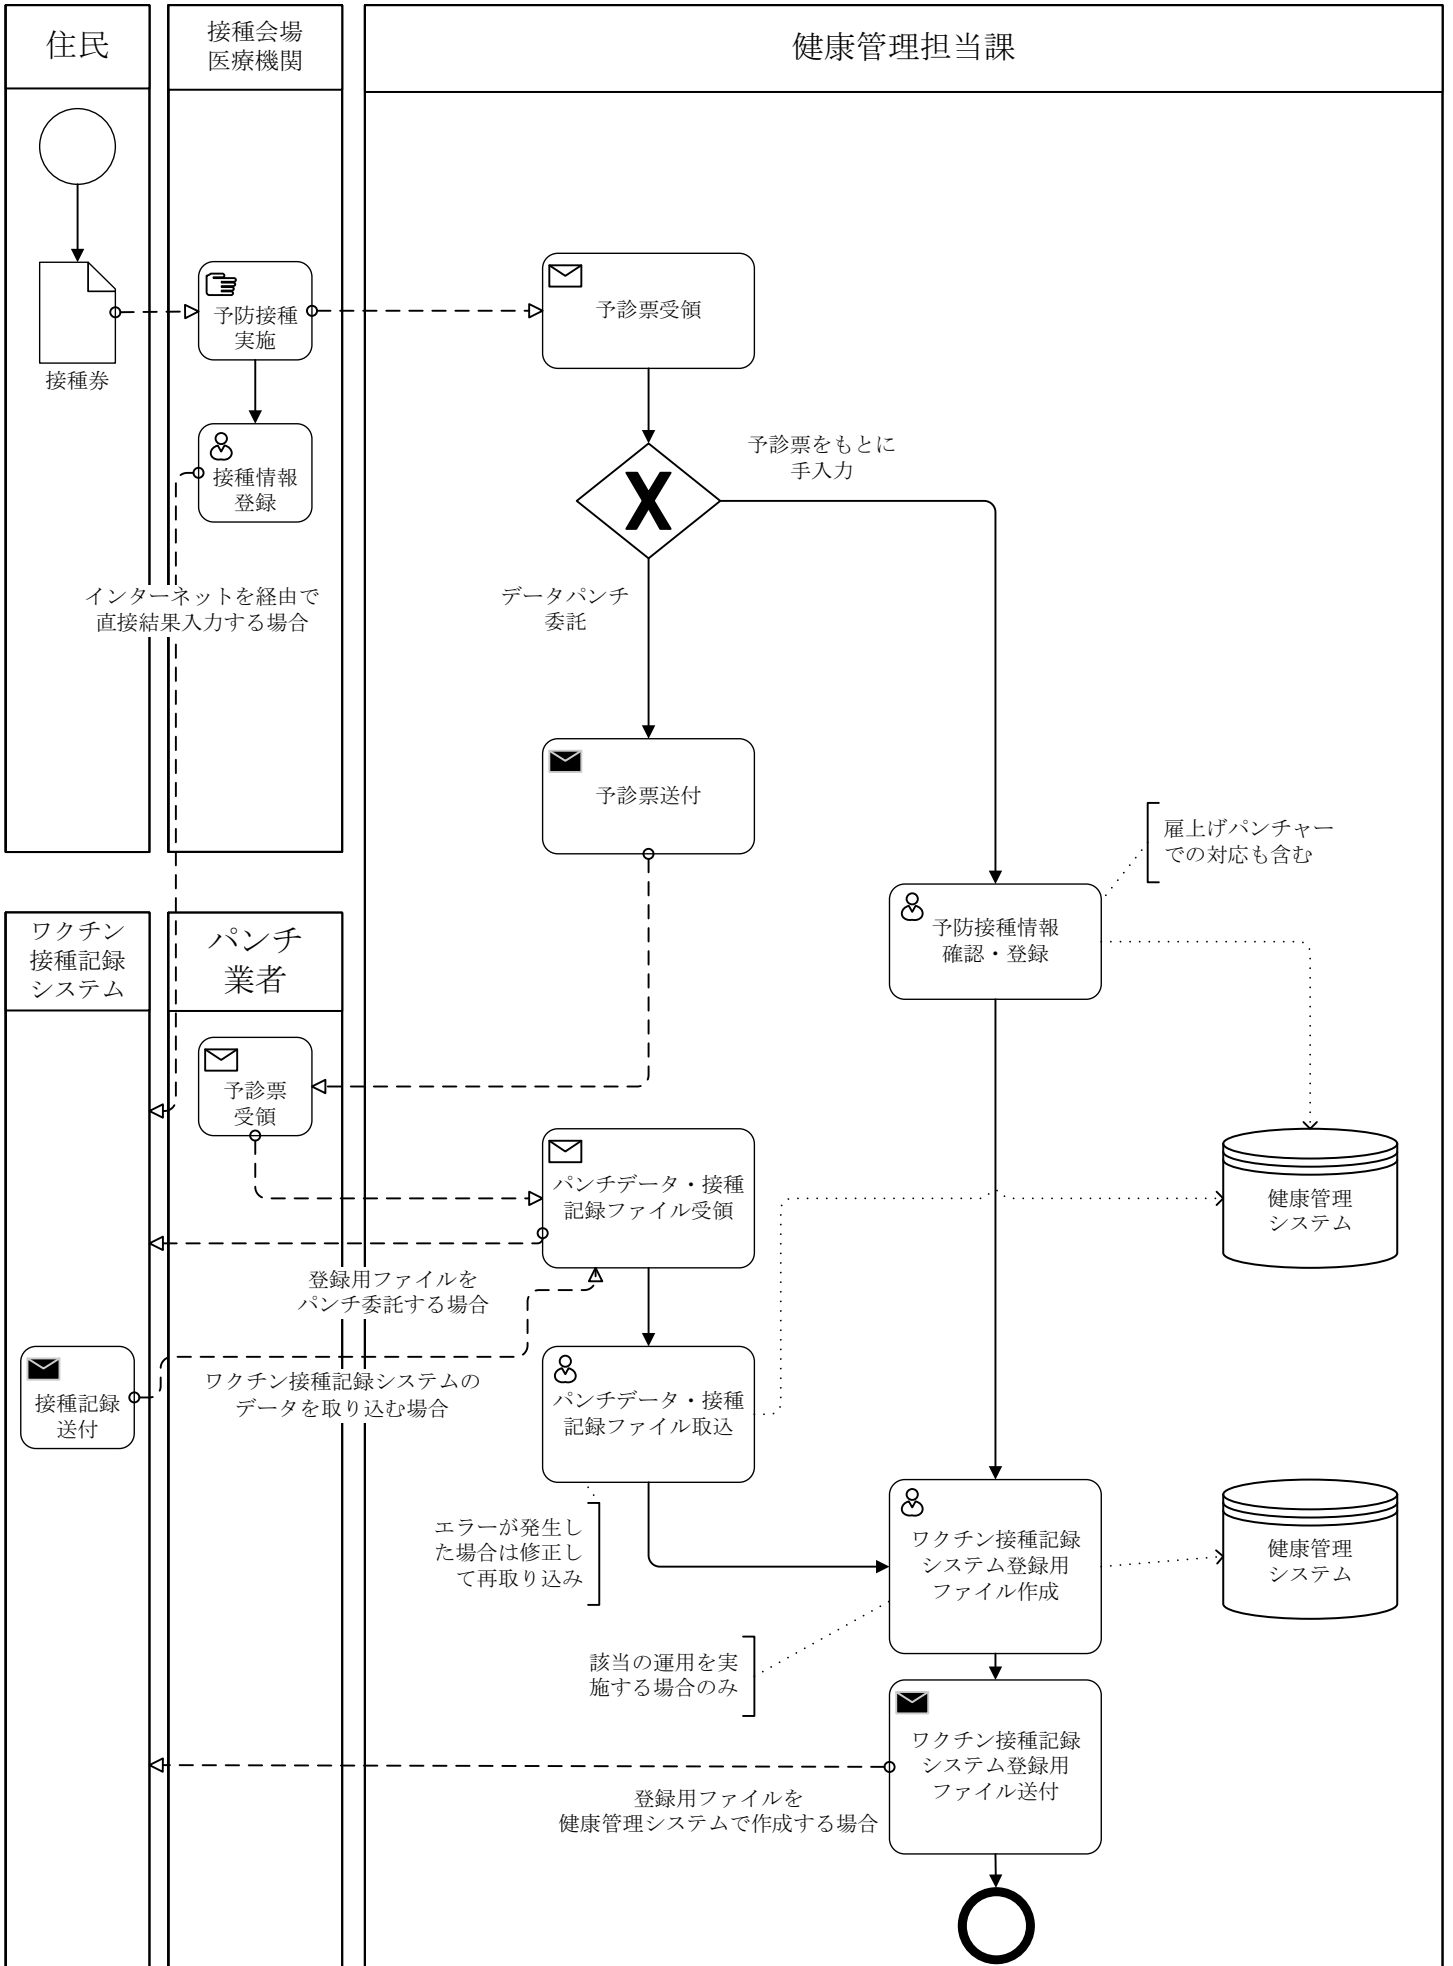 住民
接種会場
医療機関
健康管理担当課
接種券
予防接種
実施
予診票受領
接種情報
登録
予診票をもとに
手入力
インターネットを経由で
直接結果入力する場合
データパンチ
委託
予診票送付
雇上げパンチャー
での対応も含む
予防接種情報
確認・登録
ワクチン
接種記録
システム
パンチ
業者
予診票
受領
パンチデータ・接種
記録ファイル受領
健康管理
システム
登録用ファイルを
パンチ委託する場合
接種記録
送付
ワクチン接種記録システムの
データを取り込む場合
パンチデータ・接種
記録ファイル取込
エラーが発生し
た場合は修正し
て再取り込み
ワクチン接種記録
システム登録用
ファイル作成
健康管理
システム
該当の運用を実
施する場合のみ
ワクチン接種記録
システム登録用
ファイル送付
登録用ファイルを
健康管理システムで作成する場合